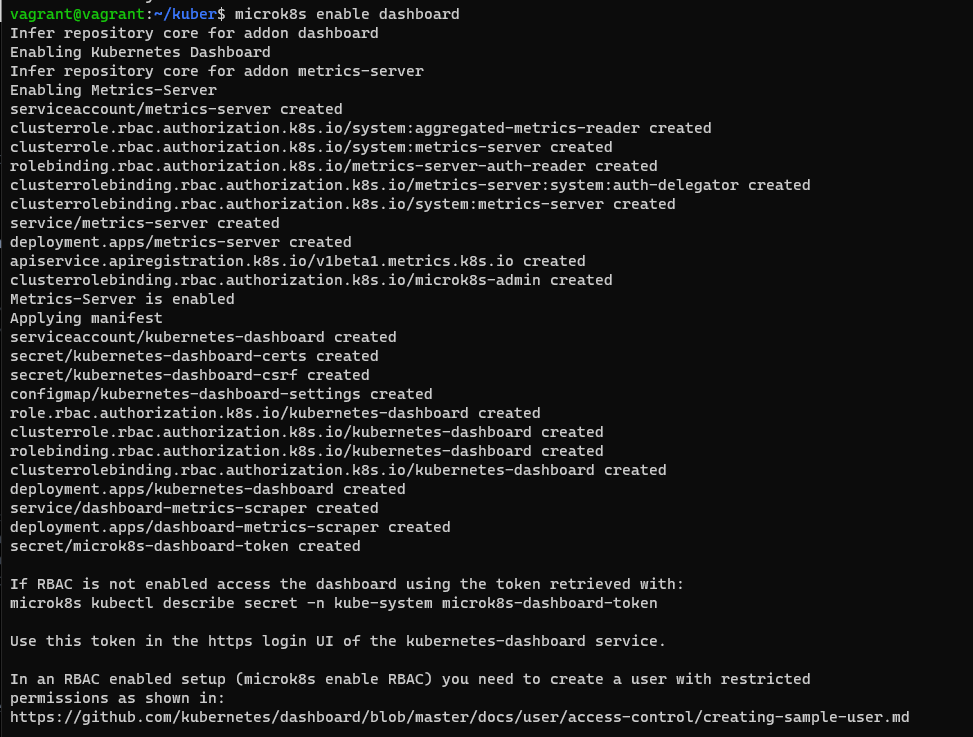 vagrant@vagrant:~/kuber$ microk8s enable dashboard
Infer repository core for addon dashboard
Enabling Kubernetes Dashboard
Infer repository core for addon metrics-server
Enabling Metrics-Server
serviceaccount/metrics-server created
clusterrole.rbac.authorization.k8s.io/system:aggregated-metrics-reader created
clusterrole.rbac.authorization.k8s.io/system:metrics-server created
rolebinding.rbac.authorization.k8s.io/metrics-server-auth-reader created
clusterrolebinding.rbac.authorization.k8s.io/metrics-server:system:auth-delegator created
clusterrolebinding.rbac.authorization.k8s.io/system:metrics-server created
service/metrics-server created
deployment.apps/metrics-server created
apiservice.apiregistration.k8s.io/v1beta1.metrics.k8s.io created
clusterrolebinding.rbac.authorization.k8s.io/microk8s-admin created
Metrics-Server is enabled
Applying manifest
serviceaccount/kubernetes-dashboard created
secret/kubernetes-dashboard-certs created
secret/kubernetes-dashboard-csrf created
configmap/kubernetes-dashboard-settings created
role.rbac.authorization.k8s.io/kubernetes-dashboard created
clusterrole.rbac.authorization.k8s.io/kubernetes-dashboard created
rolebinding.rbac.authorization.k8s.io/kubernetes-dashboard created
clusterrolebinding.rbac.authorization.k8s.io/kubernetes-dashboard created
deployment.apps/kubernetes-dashboard created
service/dashboard-metrics-scraper created
deployment.apps/dashboard-metrics-scraper created
secret/microk8s-dashboard-token created

If RBAC is not enabled access the dashboard using the token retrieved with:
microk8s kubectl describe secret -n kube-system microk8s-dashboard-token

Use this token in the https login UI of the kubernetes-dashboard service.

In an RBAC enabled setup (microk8s enable RBAC) you need to create a user with restricted
permissions as shown in:
https://github.com/kubernetes/dashboard/blob/master/docs/user/access-control/creating-sample-user.md